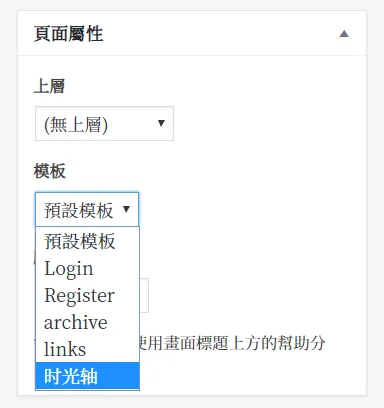 頁面屬性
上層
(無上層)
模板
預設模板
預設模板
Login
Register
archive
links
时光轴
使用畫面標題上方的幫助分